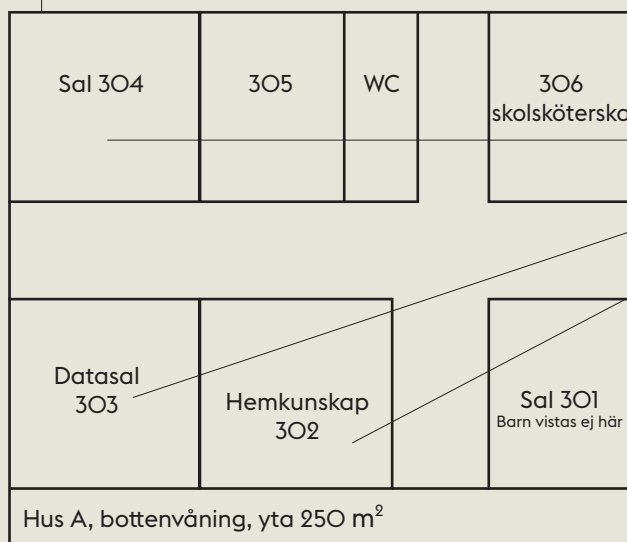 Sal 304
305
WC
306
skolsköterska
Datasal
303
Hemkunskap
302
Sal 301
Barn vistas ej här
Hus A, bottenvåning, yta 250 m²